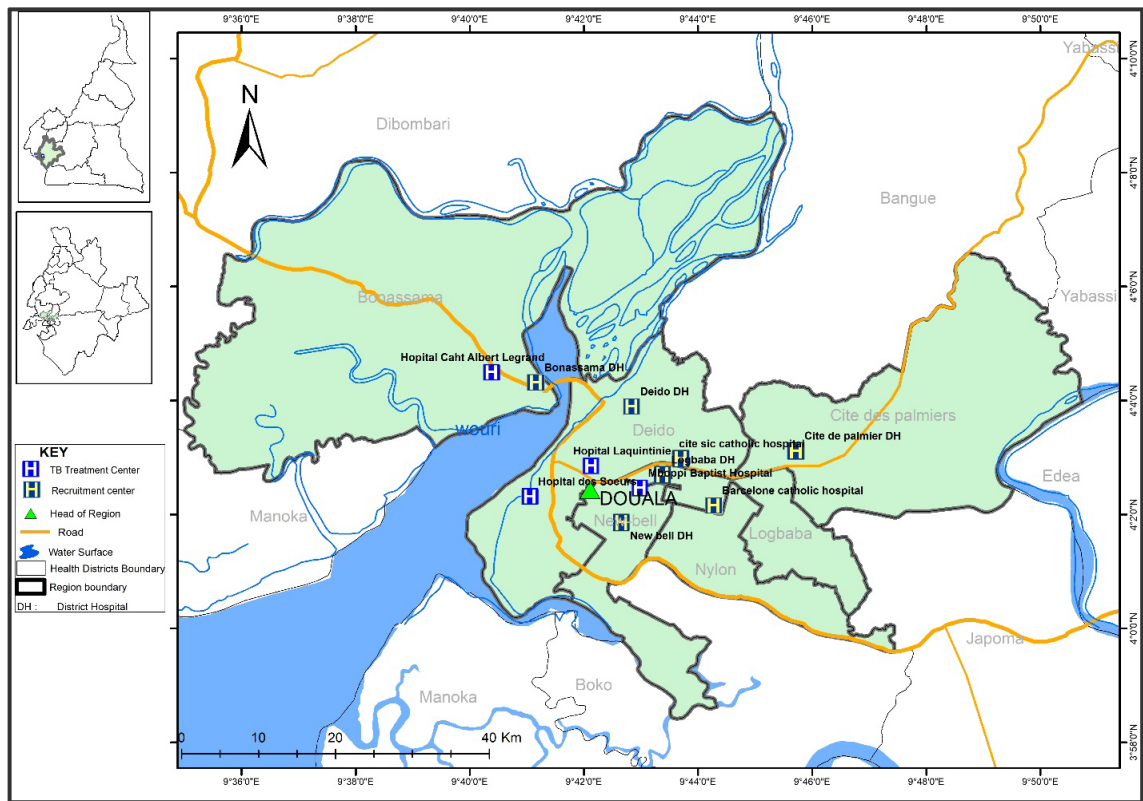 9°36'0"E 9°40'0"E 9°42'0"E 9°44'0"E 9°46'0"E 9°48'0"E 9°50'0"E
Yabassi
4°10'0"N
N
Dibombari
4°8'0"N
Bangue
4°6'0"N
Yabassi
Bonassama
Hopital Caht Albert Legrand
Bonassama DH
Deido DH
4°4'0"N
Cite des palmiers
wouri
Deido
Cite de palmier DH
cite sic catholic hospital
Hopital Laquintinie
Logbaba DH
Mboppi Baptist Hospital
Edea
Hopital des Soeurs
Barcelone catholic hospital
DOUALA
4°2'0"N
Manoka
New-bell
New bell DH
Logbaba
Nylon
4°0'0"N
Japoma
Boko
Manoka
0 10 20 40 Km
3°58'0"N
9°36'0"E 9°38'0"E 9°40'0"E 9°42'0"E 9°44'0"E 9°46'0"E 9°48'0"E 9°50'0"E
KEY
H TB Treatment Center
H Recruitment center
Head of Region
Road
Water Surface
Health Districts Boundary
Region boundary
DH : District Hospital